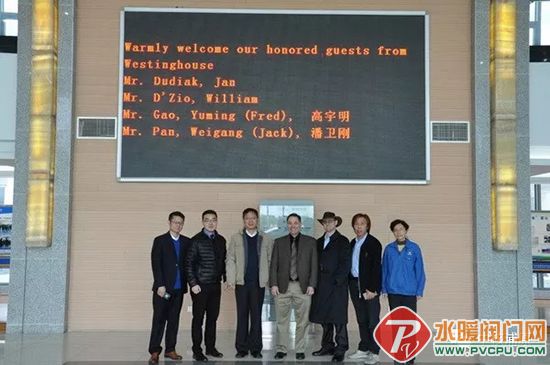 Warmly welcome our honored guests from
Westinghouse
Mr. Dudiak, Jan
Mr. D'Zio, William
Mr. Gao, Yuming (Fred), 高宇明
Mr. Pan, Weigang (Jack), 潘卫刚
水暖阀门网
www.PVCPU.com